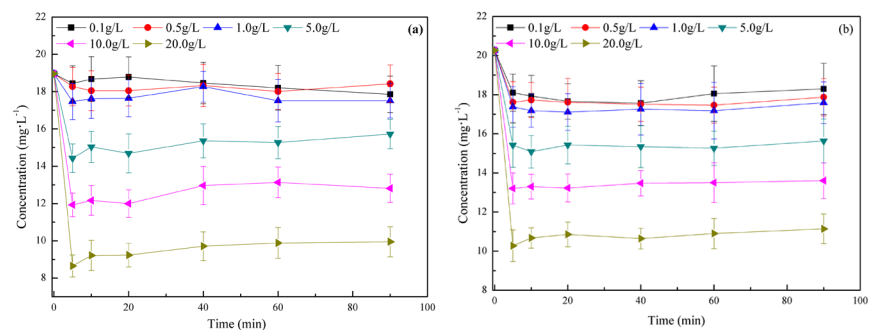 0.1g/L 0.5g/L 1.0g/L 5.0g/L (a)
10.0g/L 20.0g/L
Concentration (mg·L⁻¹)
22
20
18
16
14
12
10
8
0 20 40 60 80 100
Time (min)
0.1g/L 0.5g/L 1.0g/L 5.0g/L (b)
10.0g/L 20.0g/L
Concentration (mg·L⁻¹)
22
20
18
16
14
12
10
8
0 20 40 60 80 100
Time (min)